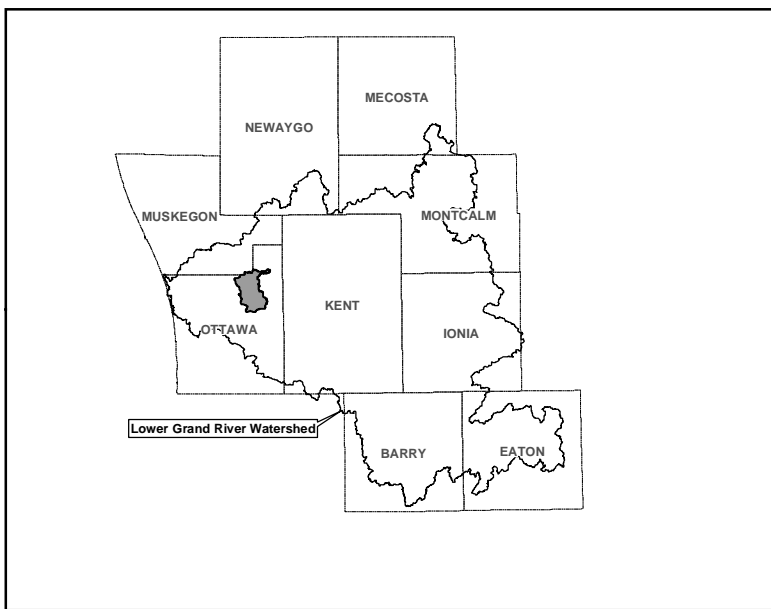 MECOSTA
NEWAYGO
MUSKEGON
MONTCALM
KENT
OTTAWA
IONIA
Lower Grand River Watershed
BARRY
EATON